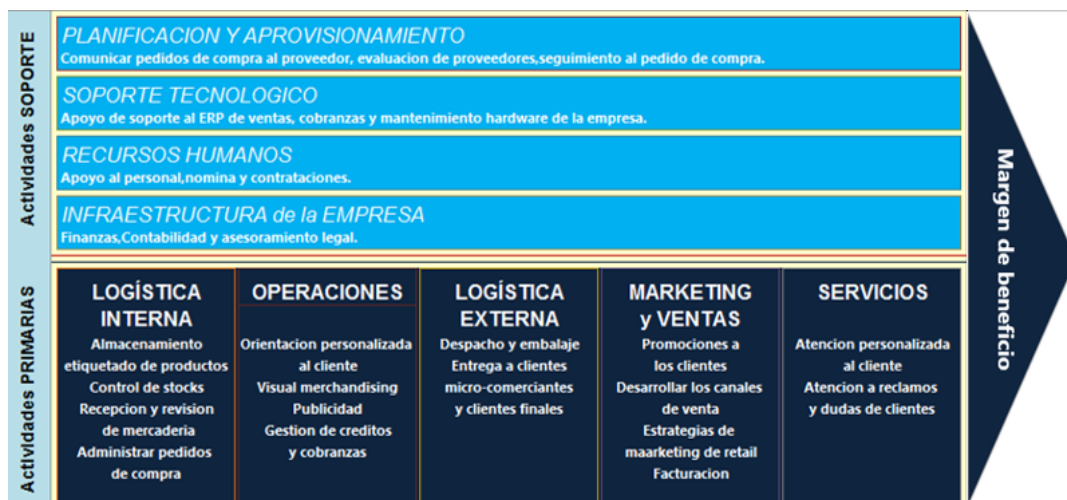 Actividades SOPORTE
PLANIFICACION Y APROVISIONAMIENTO
Comunicar pedidos de compra al proveedor, evaluacion de proveedores,seguimiento al pedido de compra.
SOPORTE TECNOLOGICO
Apoyo de soporte al ERP de ventas, cobranzas y mantenimiento hardware de la empresa.
RECURSOS HUMANOS
Apoyo al personal,nomina y contrataciones.
INFRAESTRUCTURA de la EMPRESA
Finanzas,Contabilidad y asesoramiento legal.
Actividades PRIMARIAS
LOGÍSTICA
INTERNA
Almacenamiento
etiquetado de productos
Control de stocks
Recepcion y revision
de mercaderia
Administrar pedidos
de compra
OPERACIONES
Orientacion personalizada
al cliente
Visual merchandising
Publicidad
Gestion de creditos
y cobranzas
LOGÍSTICA
EXTERNA
Despacho y embalaje
Entrega a clientes
micro-comerciantes
y clientes finales
MARKETING
y VENTAS
Promociones a
los clientes
Desarrollar los canales
de venta
Estrategias de
maarketing de retail
Facturacion
SERVICIOS
Atencion personalizada
al cliente
Atencion a reclamos
y dudas de clientes
Margen de beneficio